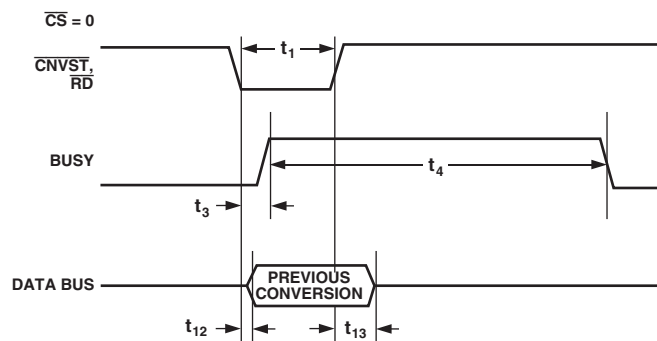 CS = 0
CNVST,
RD
t1
BUSY
t4
t3
DATA BUS
PREVIOUS
CONVERSION
t12
t13